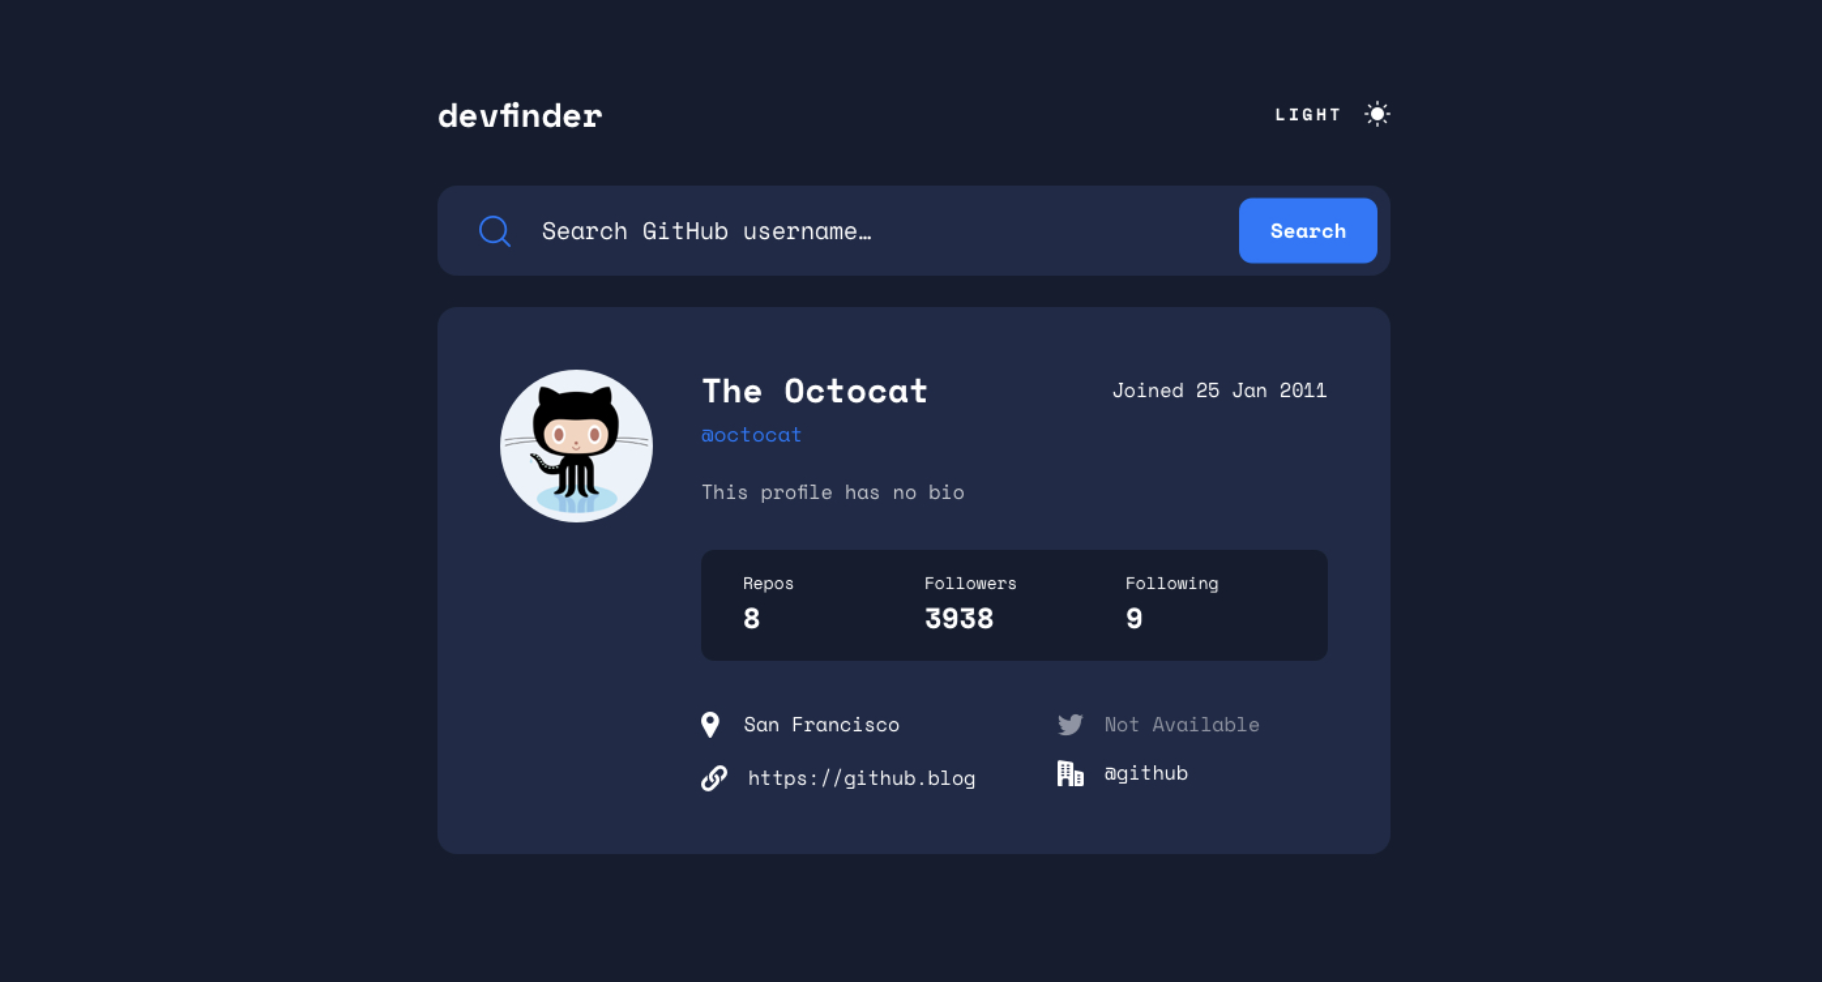 devfinder
LIGHT
Search GitHub username…
Search
The Octocat
Joined 25 Jan 2011
@octocat
This profile has no bio
Repos
Followers
Following
8
3938
9
San Francisco
Not Available
https://github.blog
@github